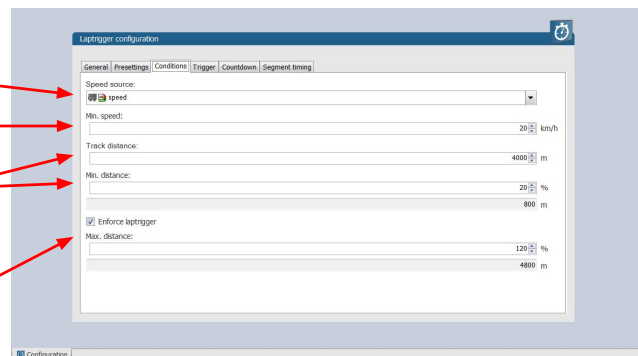 Laptrigger configuration
General Presettings Conditions Trigger Countdown Segment timing
Speed source:
speed
Min. speed:
20 km/h
Track distance:
4000 m
Min. distance:
20 %
800 m
Enforce laptrigger
Max. distance:
120 %
4800 m
Configuration